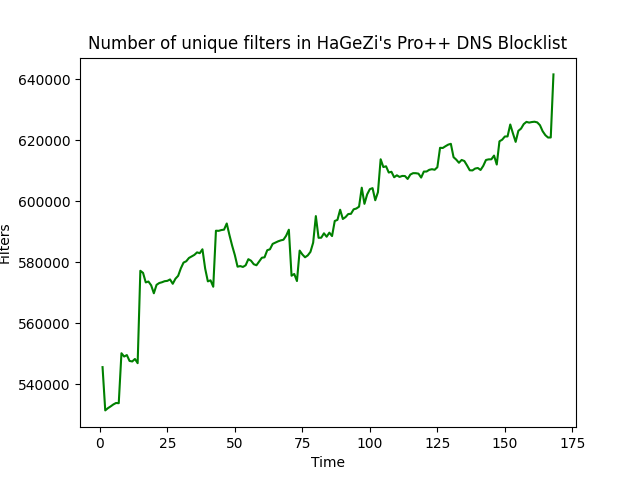 Number of unique filters in HaGeZi's Pro++ DNS Blocklist
640000
620000
600000
580000
560000
540000
Filters
0 25 50 75 100 125 150 175
Time